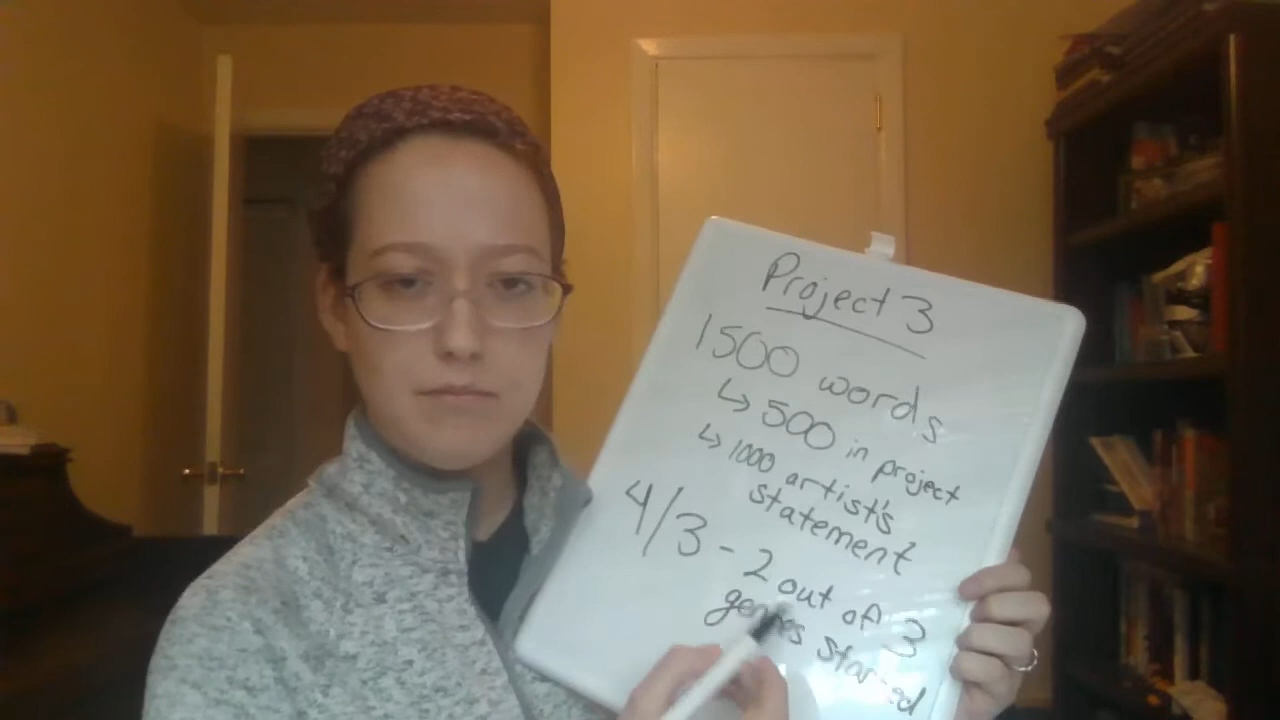 Project 3
1500 words
↳ 500 in project
↳ 1000 artist's
statement
4/3 - 2 out of 3
genres started